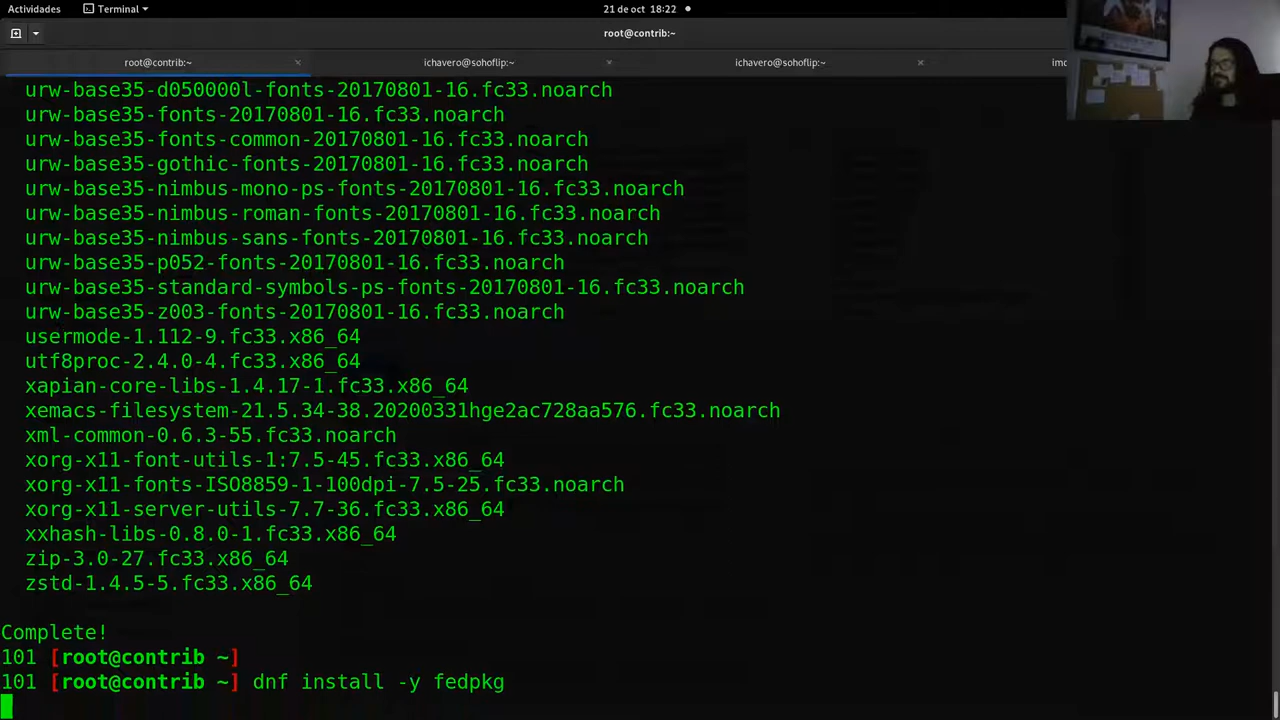 Actividades
Terminal
21 de oct 18:22
root@contrib:~
root@contrib:~
ichavero@sohoflip:~
ichavero@sohoflip:~
urw-base35-d050000l-fonts-20170801-16.fc33.noarch
urw-base35-fonts-20170801-16.fc33.noarch
urw-base35-fonts-common-20170801-16.fc33.noarch
urw-base35-gothic-fonts-20170801-16.fc33.noarch
urw-base35-nimbus-mono-ps-fonts-20170801-16.fc33.noarch
urw-base35-nimbus-roman-fonts-20170801-16.fc33.noarch
urw-base35-nimbus-sans-fonts-20170801-16.fc33.noarch
urw-base35-p052-fonts-20170801-16.fc33.noarch
urw-base35-standard-symbols-ps-fonts-20170801-16.fc33.noarch
urw-base35-z003-fonts-20170801-16.fc33.noarch
usermode-1.112-9.fc33.x86_64
utf8proc-2.4.0-4.fc33.x86_64
xapian-core-libs-1.4.17-1.fc33.x86_64
xemacs-filesystem-21.5.34-38.20200331hge2ac728aa576.fc33.noarch
xml-common-0.6.3-55.fc33.noarch
xorg-x11-font-utils-1:7.5-45.fc33.x86_64
xorg-x11-fonts-ISO8859-1-100dpi-7.5-25.fc33.noarch
xorg-x11-server-utils-7.7-36.fc33.x86_64
xxhash-libs-0.8.0-1.fc33.x86_64
zip-3.0-27.fc33.x86_64
zstd-1.4.5-5.fc33.x86_64
Complete!
101 [root@contrib ~]
101 [root@contrib ~] dnf install -y fedpkg